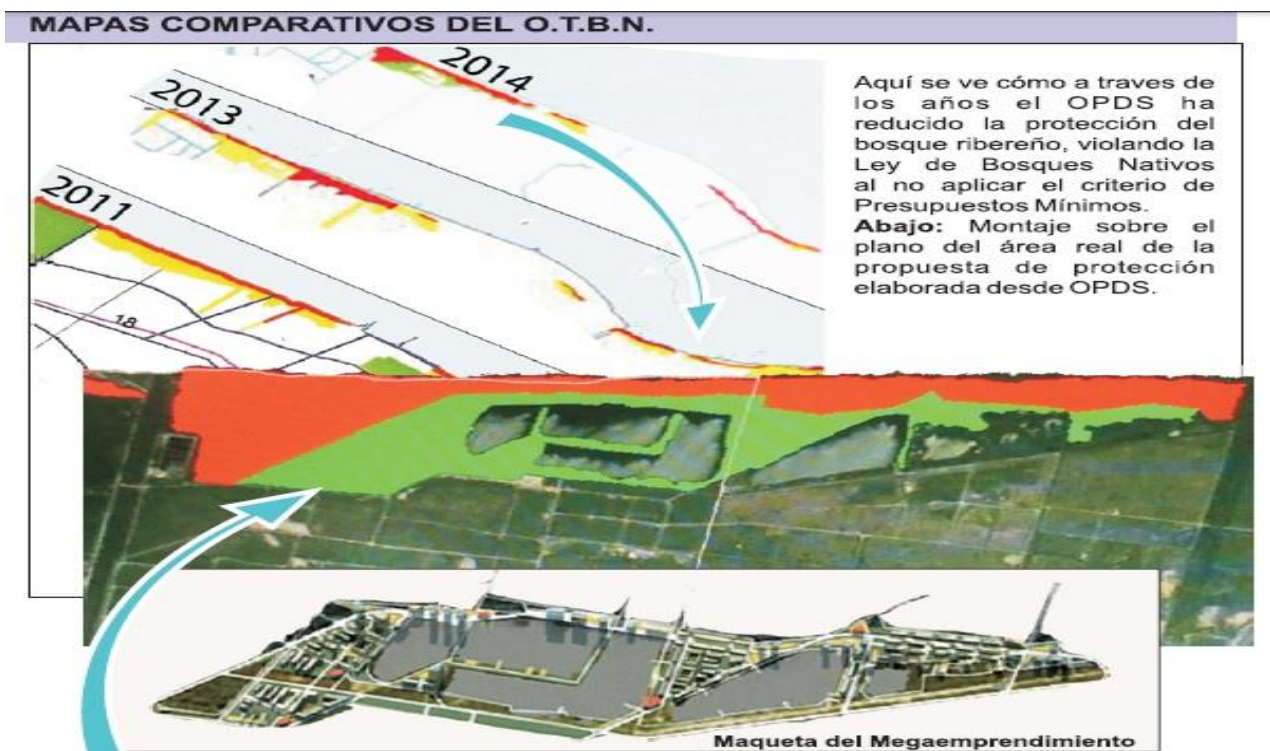 MAPAS COMPARATIVOS DEL O.T.B.N.
2014
2013
2011
18
Aquí se ve cómo a traves de
los años el OPDS ha
reducido la protección del
bosque ribereño, violando la
Ley de Bosques Nativos
al no aplicar el criterio de
Presupuestos Mínimos.
Abajo: Montaje sobre el
plano del área real de la
propuesta de protección
elaborada desde OPDS.
Maqueta del Megaemprendimiento